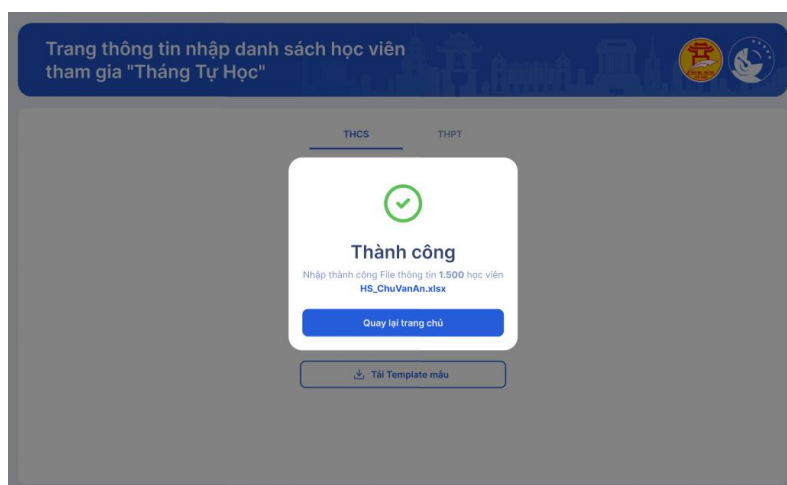 Trang thông tin nhập danh sách học viên
tham gia "Tháng Tự Học"
THCS
THPT
Thành công
Nhập thành công File thông tin 1.500 học viên
HS_ChuVanAn.xlsx
Quay lại trang chủ
Tải Template mẫu